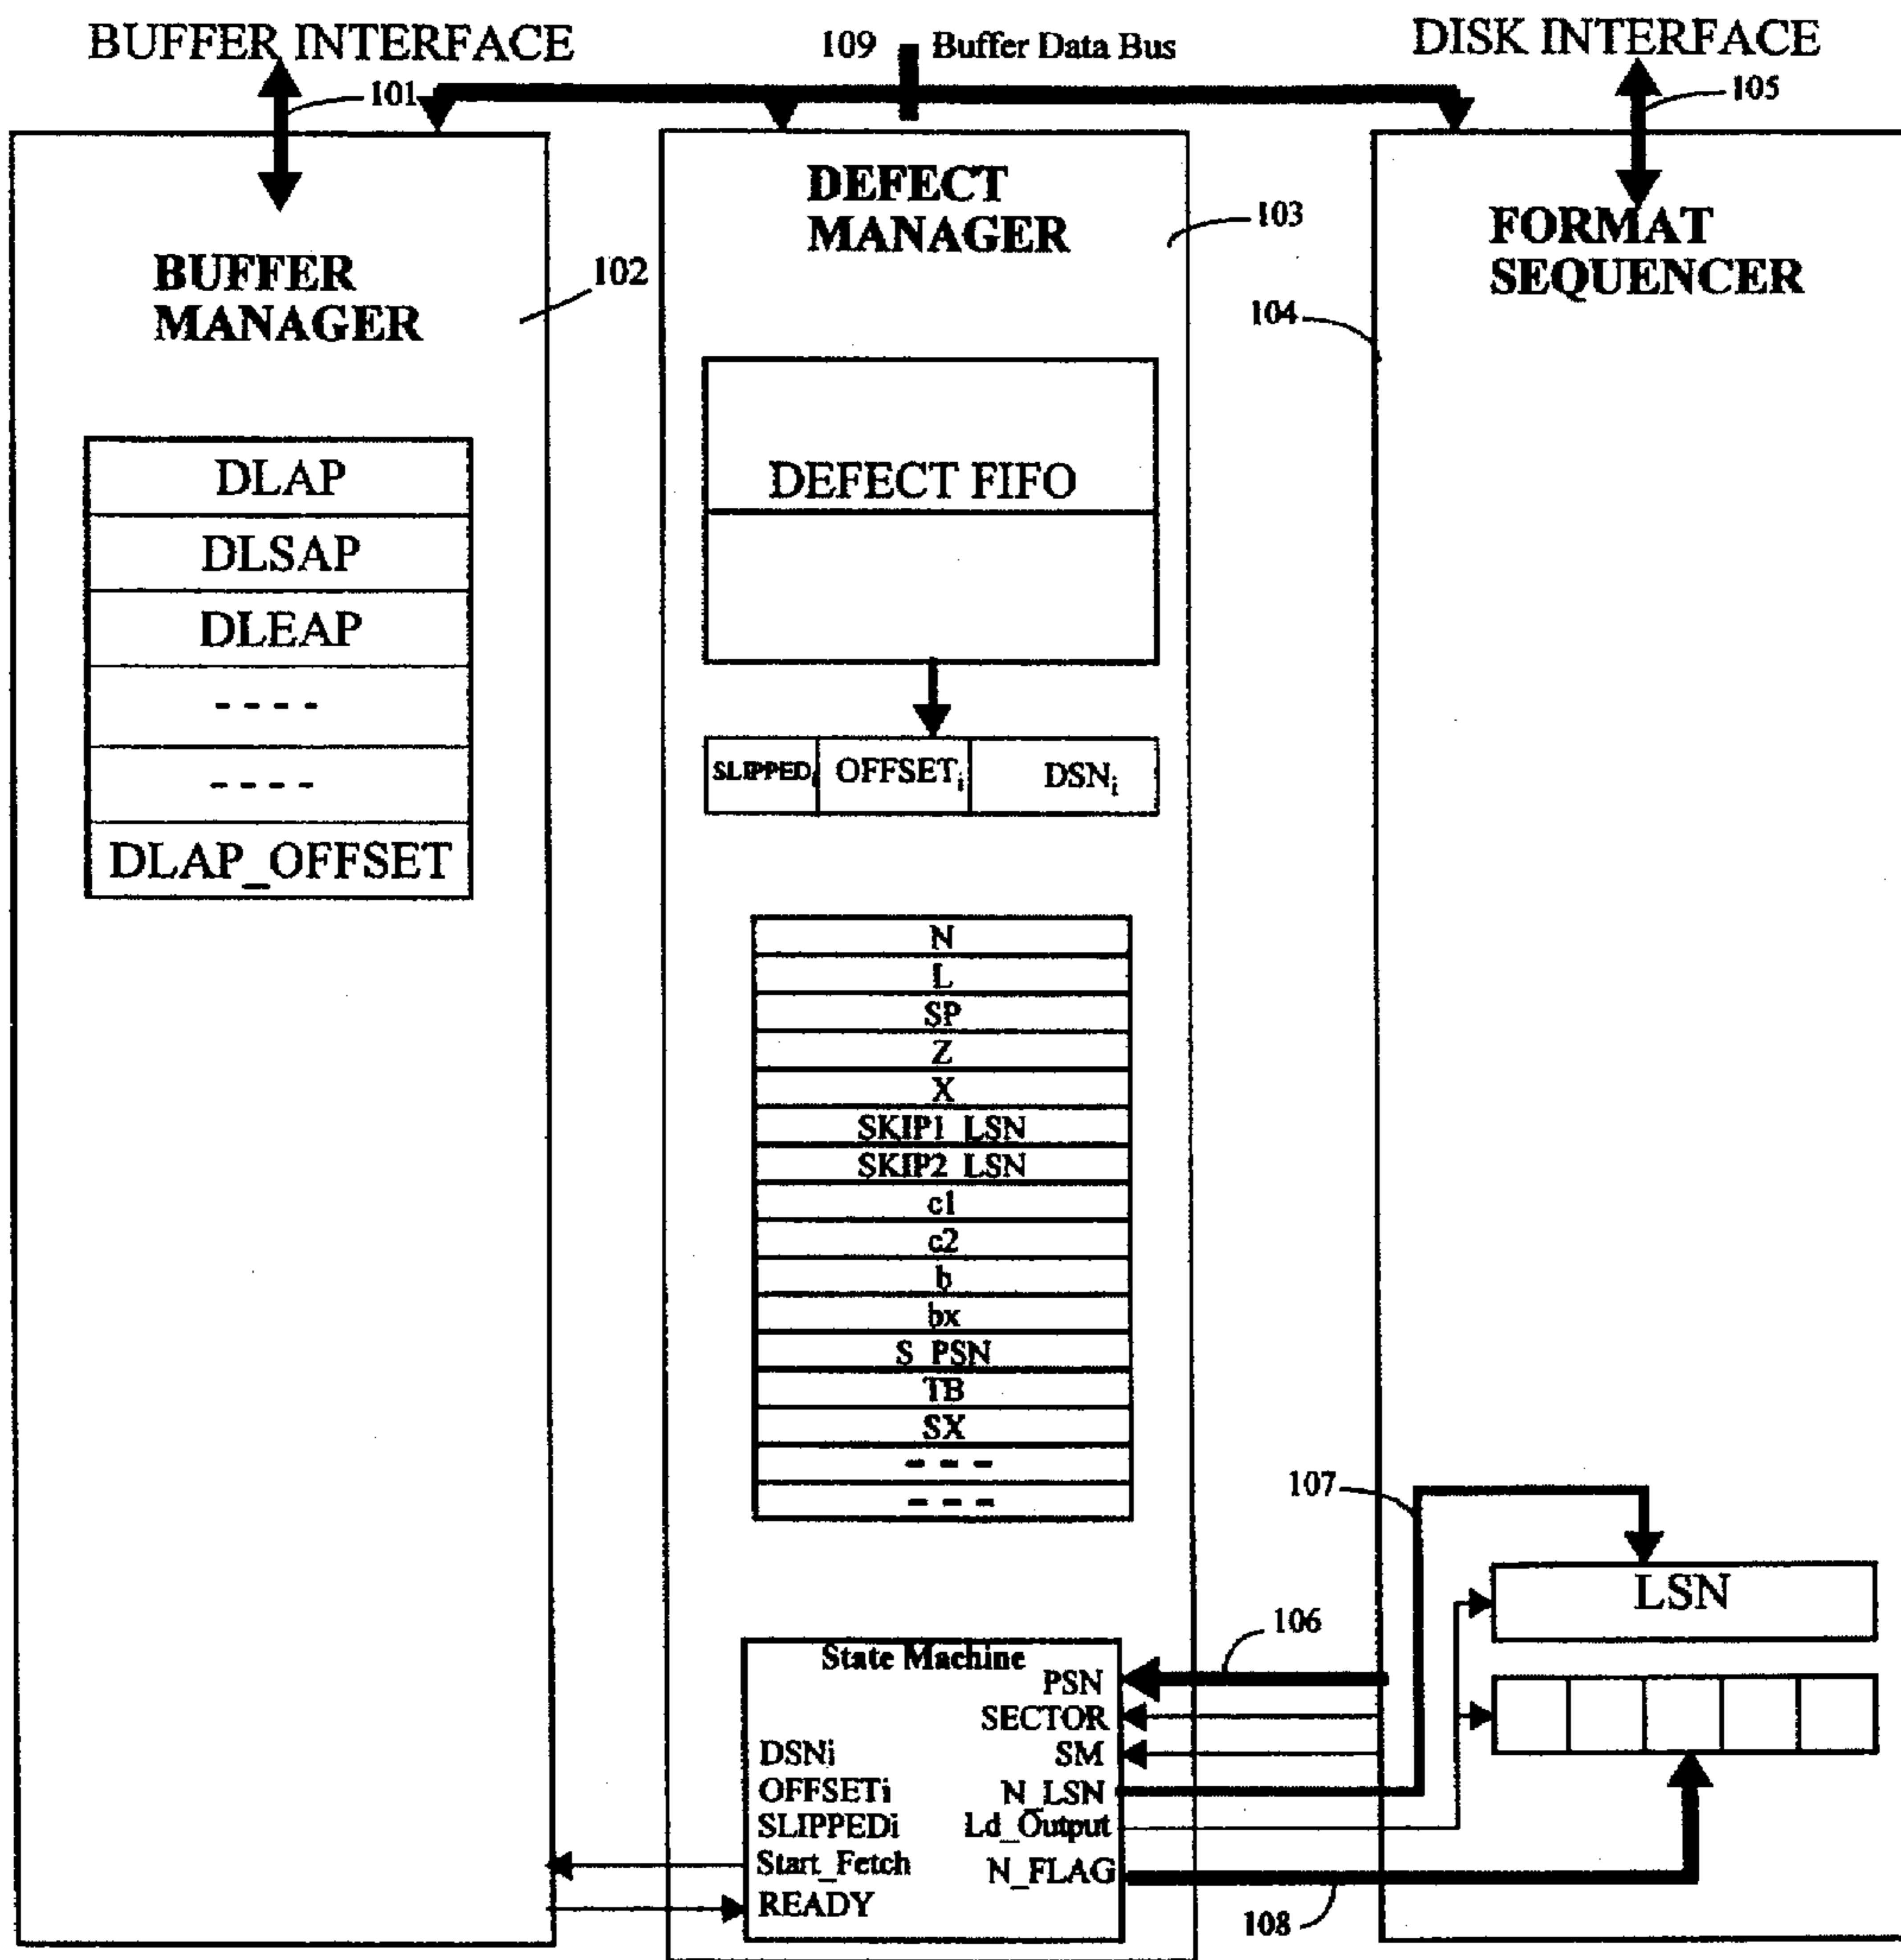 BUFFER INTERFACE
109 Buffer Data Bus
DISK INTERFACE
101
105
BUFFER
MANAGER
102
DLAP
DLSAP
DLEAP
- - - -
- - - -
DLAP_OFFSET
DEFECT
MANAGER
103
DEFECT FIFO
SLIPPEDi OFFSETi DSNi
N
L
SP
Z
X
SKIP1_LSN
SKIP2_LSN
c1
c2
b
bx
S_PSN
TB
SX
- - -
- - -
State Machine
PSN
SECTOR
DSNi SM
OFFSETi N_LSN
SLIPPEDi Ld_Output
Start_Fetch N_FLAG
READY
FORMAT
SEQUENCER
104
107
LSN
106
108